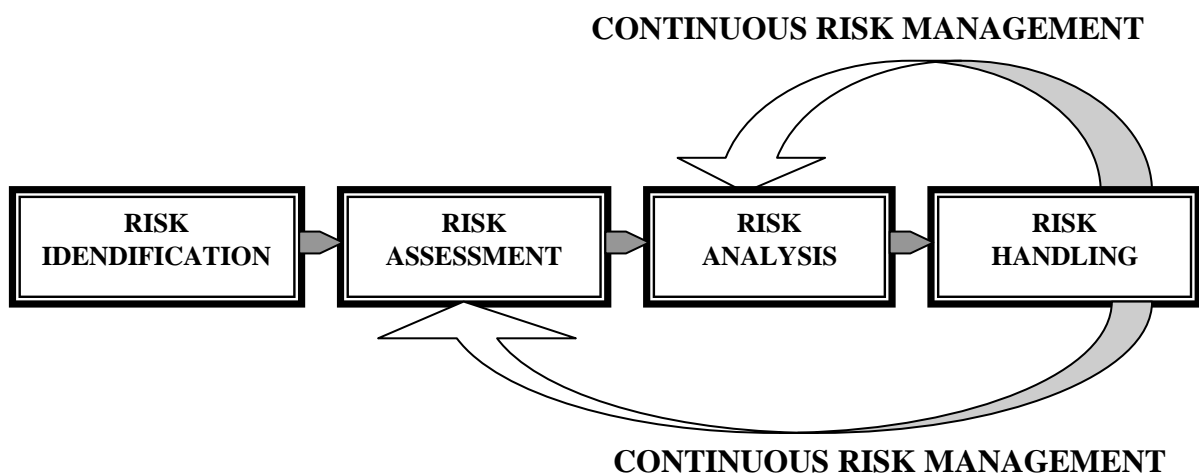 CONTINUOUS RISK MANAGEMENT
RISK
IDENDIFICATION
RISK
ASSESSMENT
RISK
ANALYSIS
RISK
HANDLING
CONTINUOUS RISK MANAGEMENT